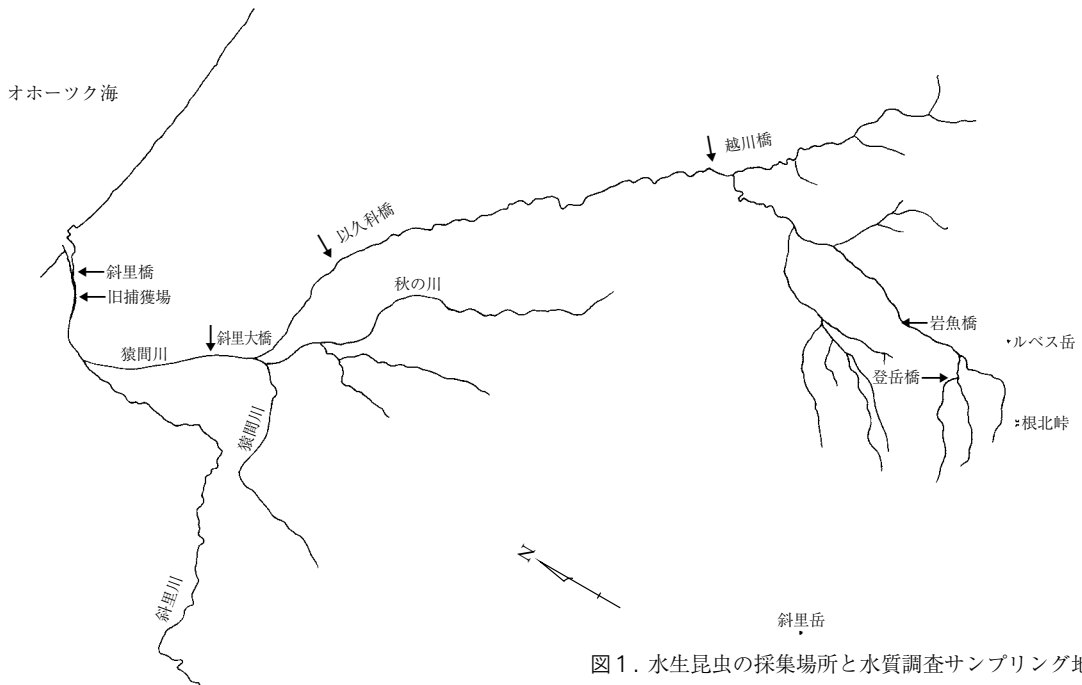 オホーツク海
越川橋
以久科橋
斜里橋
旧捕獲場
秋の川
斜里大橋
猿間川
岩魚橋
ルベス岳
登岳橋
根北峠
猿間川
N
斜里川
斜里岳
図1. 水生昆虫の採集場所と水質調査サンプリング